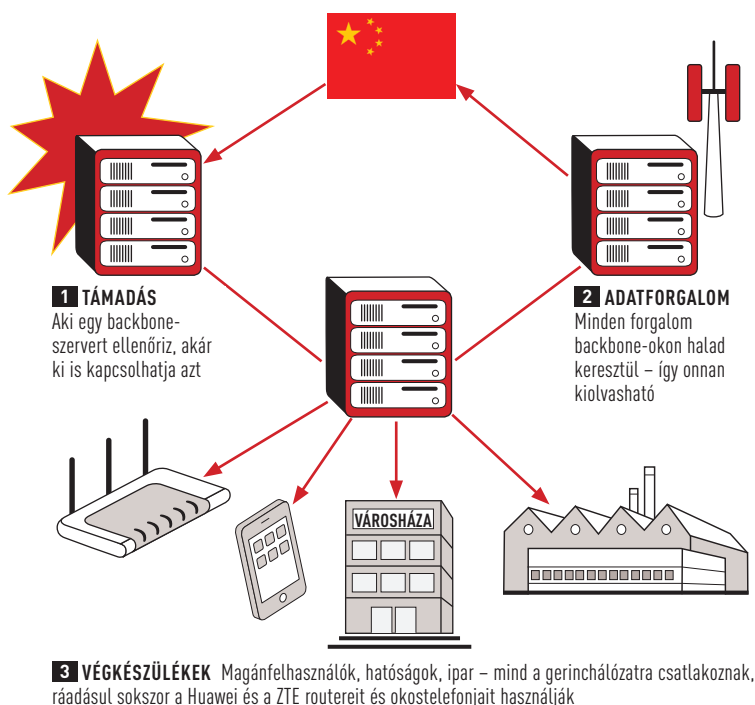 1 TÁMADÁS
Aki egy backbone-
szervert ellenőriz, akár
ki is kapcsolhatja azt
2 ADATFORGALOM
Minden forgalom
backbone-okon halad
keresztül – így onnan
kiolvasható
VÁROSHÁZA
3 VÉGKÉSZÜLÉKEK Magánfelhasználók, hatóságok, ipar – mind a gerinchálózatra csatlakoznak,
ráadásul sokszor a Huawei és a ZTE routereit és okostelefonjait használják